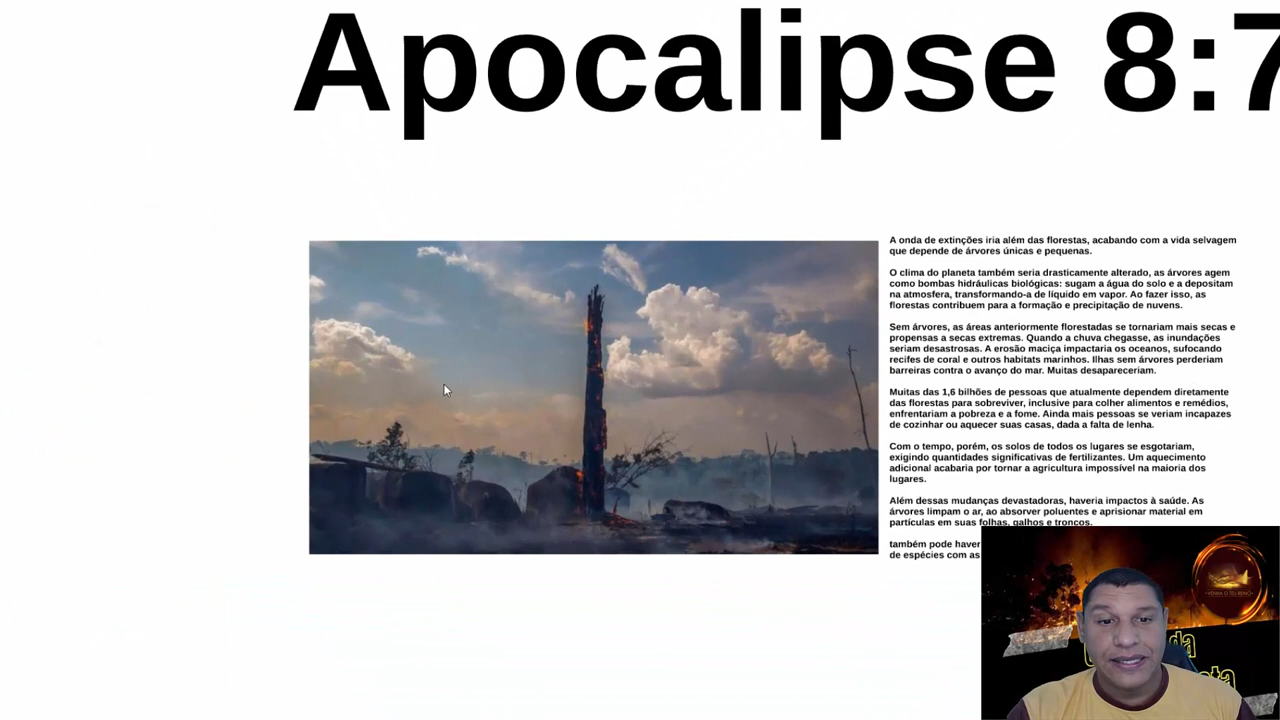 Apocalipse 8:7
A onda de extinções iria além das florestas, acabando com a vida selvagem
que depende de árvores únicas e pequenas.
O clima do planeta também seria drasticamente alterado, as árvores agem
como bombas hidráulicas biológicas: sugam a água do solo e a depositam
na atmosfera, transformando-a de líquido em vapor. Ao fazer isso, as
florestas contribuem para a formação e precipitação de nuvens.
Sem árvores, as áreas anteriormente florestadas se tornariam mais secas e
propensas a secas extremas. Quando a chuva chegasse, as inundações
seriam desastrosas. A erosão maciça impactaria os oceanos, sufocando
recifes de coral e outros habitats marinhos. Ilhas sem árvores perderiam
barreiras contra o avanço do mar. Muitas desapareceriam.
Muitas das 1,6 bilhões de pessoas que atualmente dependem diretamente
das florestas para sobreviver, inclusive para colher alimentos e remédios,
enfrentariam a pobreza e a fome. Ainda mais pessoas se veriam incapazes
de cozinhar ou aquecer suas casas, dada a falta de lenha.
Com o tempo, porém, os solos de todos os lugares se esgotariam,
exigindo quantidades significativas de fertilizantes. Um aquecimento
adicional acabaria por tornar a agricultura impossível na maioria dos
lugares.
Além dessas mudanças devastadoras, haveria impactos à saúde. As
árvores limpam o ar, ao absorver poluentes e aprisionar material em
partículas em suas folhas, galhos e troncos.
também pode haver
de espécies com as
VENHA O TEU REINO
da